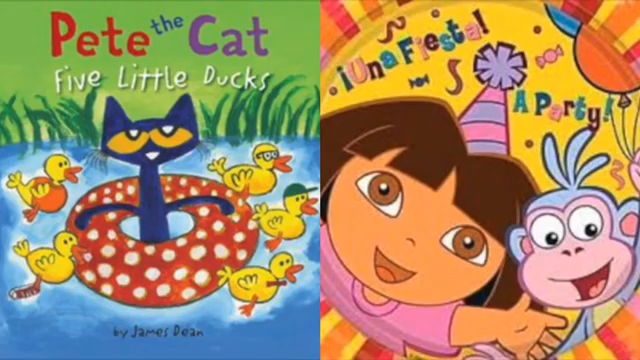 Pete the Cat
Five Little Ducks
by James Dean
¡Una Fiesta!
A Party!